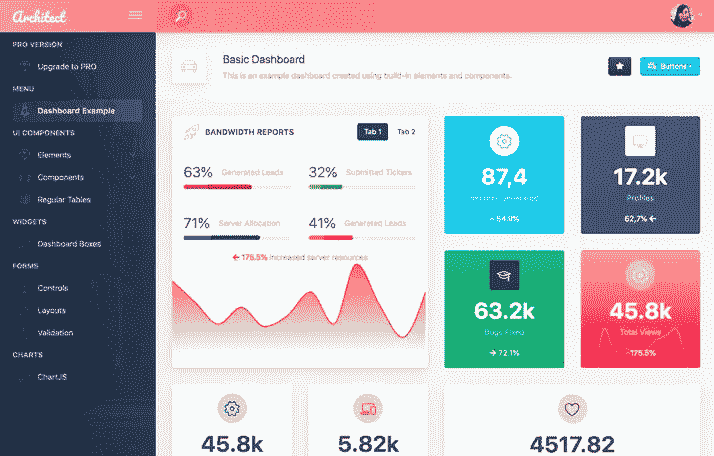 Architect
PRO VERSION
Upgrade to PRO
MENU
Dashboard Example
UI COMPONENTS
Elements
Components
Regular Tables
WIDGETS
Dashboard Boxes
FORMS
Controls
Layouts
Validation
CHARTS
ChartJS
Basic Dashboard
This is an example dashboard created using build-in elements and components.
Buttons
BANDWIDTH REPORTS
Tab 1
Tab 2
63% Generated Leads
32% Submitted Tickers
71% Server Allocation
41% Generated Leads
175.5% increased server resources
87,4
54.9%
17.2k
Profiles
62,7%
63.2k
Bugs Fixed
72.1%
45.8k
Total Views
175.5%
45.8k
5.82k
4517.82